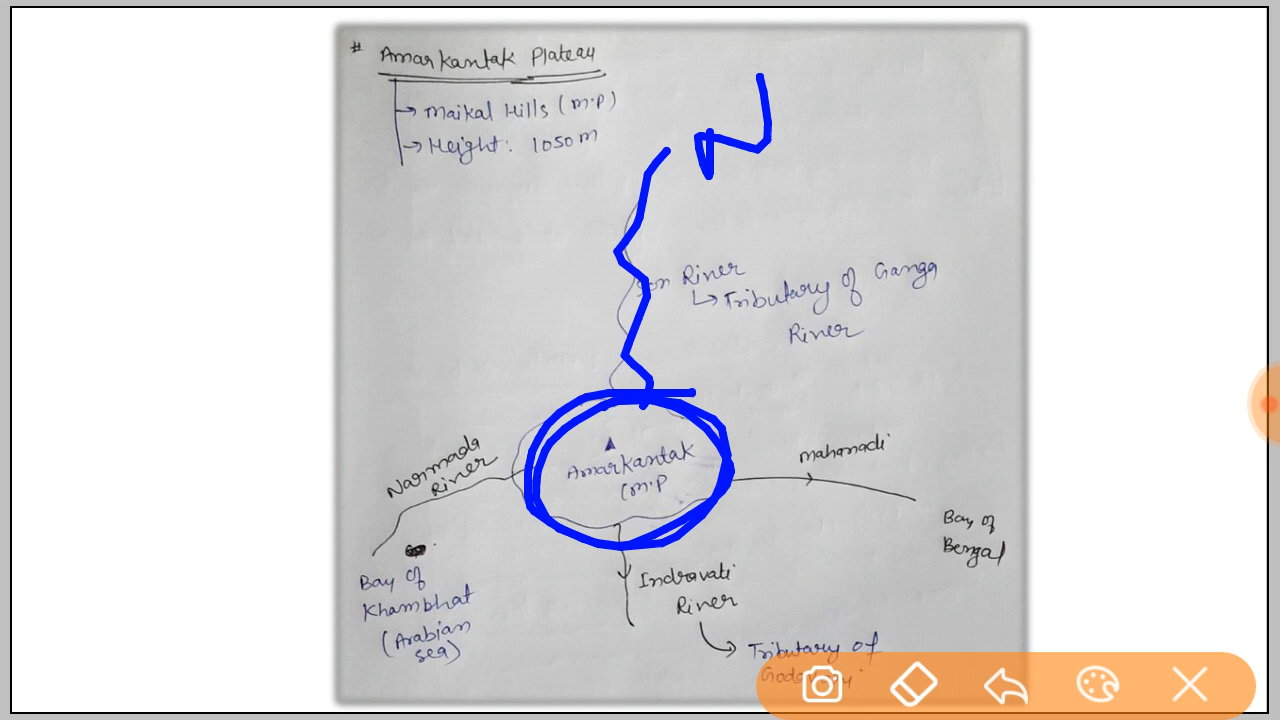 # Amarkantak Plateau
→ Maikal Hills (M.P)
→ Height: 1050m
Son River
↳ Tributary of Ganga
River
Narmada
River
Amarkantak
(M.P
Mahanadi
Bay of
Bengal
Bay of
Khambhat
(Arabian
sea)
Indravati
River
Tributary of